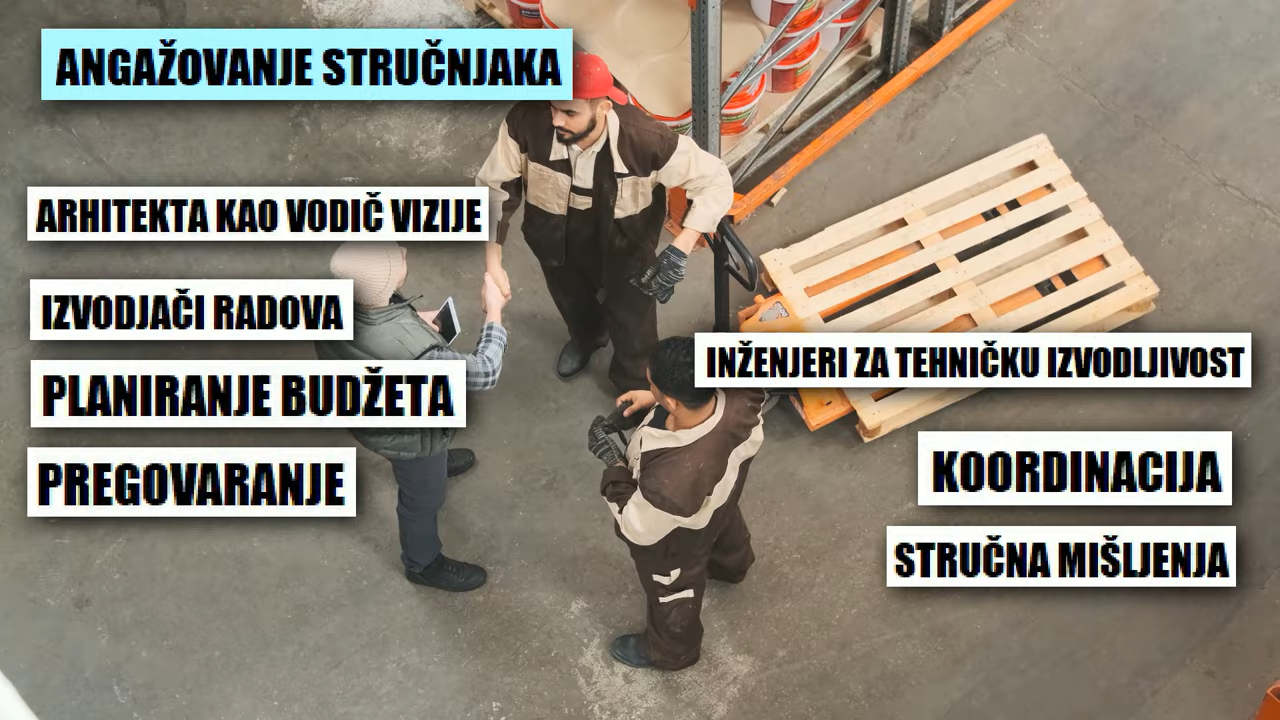 ANGAŽOVANJE STRUČNJAKA
ARHITEKTA KAO VODIČ VIZIJE
IZVODJAČI RADOVA
PLANIRANJE BUDŽETA
PREGOVARANJE
INŽENJERI ZA TEHNIČKU IZVODLJIVOST
KOORDINACIJA
STRUČNA MIŠLJENJA